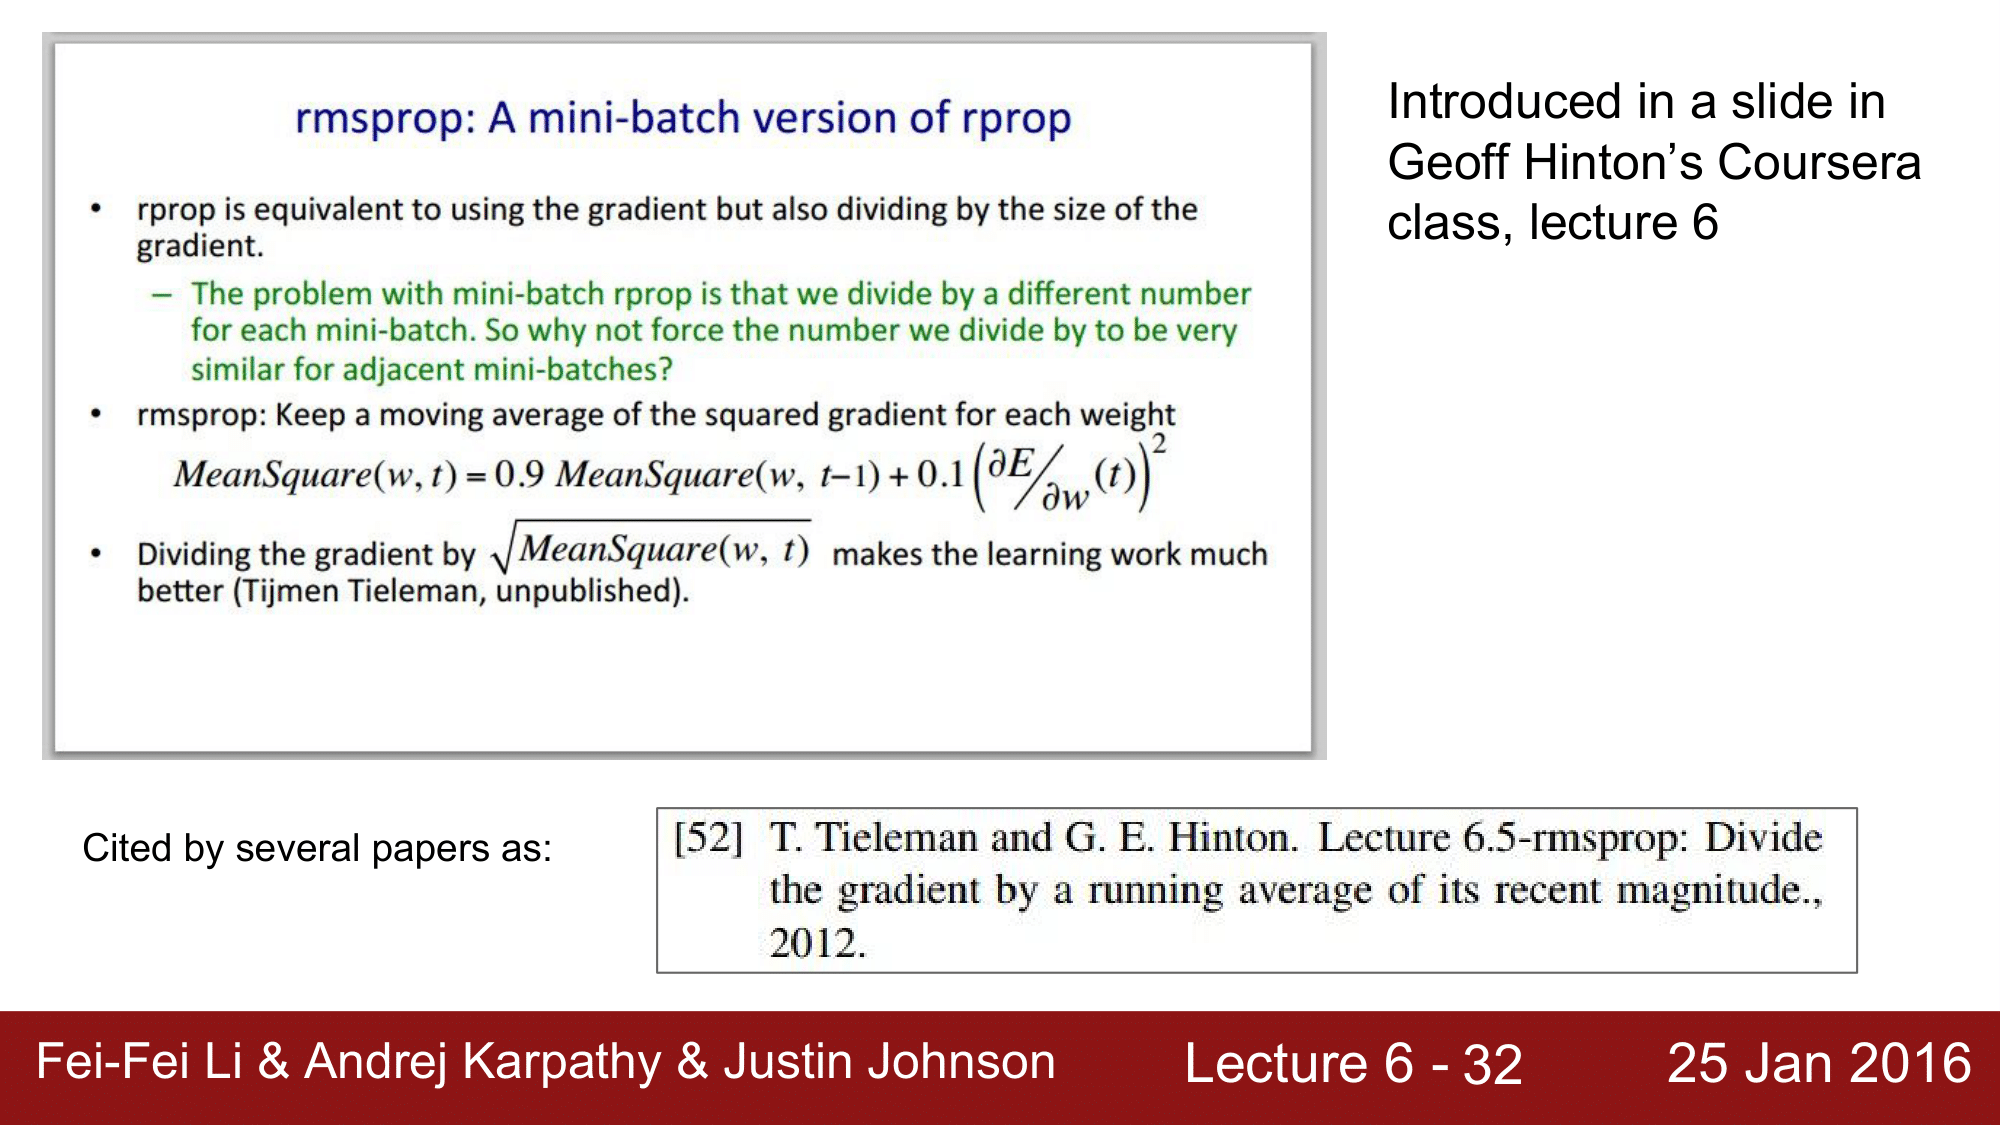 rmsprop: A mini-batch version of rprop
• rprop is equivalent to using the gradient but also dividing by the size of the
gradient.
– The problem with mini-batch rprop is that we divide by a different number
for each mini-batch. So why not force the number we divide by to be very
similar for adjacent mini-batches?
• rmsprop: Keep a moving average of the squared gradient for each weight
MeanSquare(w, t) = 0.9 MeanSquare(w, t−1) + 0.1(∂E/∂w (t))²
• Dividing the gradient by √MeanSquare(w, t) makes the learning work much
better (Tijmen Tieleman, unpublished).
Introduced in a slide in
Geoff Hinton’s Coursera
class, lecture 6
Cited by several papers as:
[52] T. Tieleman and G. E. Hinton. Lecture 6.5-rmsprop: Divide
the gradient by a running average of its recent magnitude.,
2012.
Fei-Fei Li & Andrej Karpathy & Justin Johnson
Lecture 6 - 32
25 Jan 2016